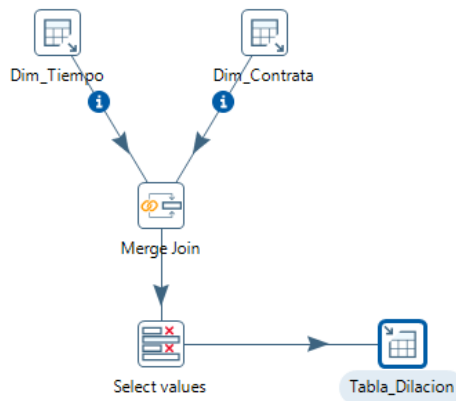 Dim_Tiempo
Dim_Contrata
Merge Join
Select values
Tabla_Dilacion